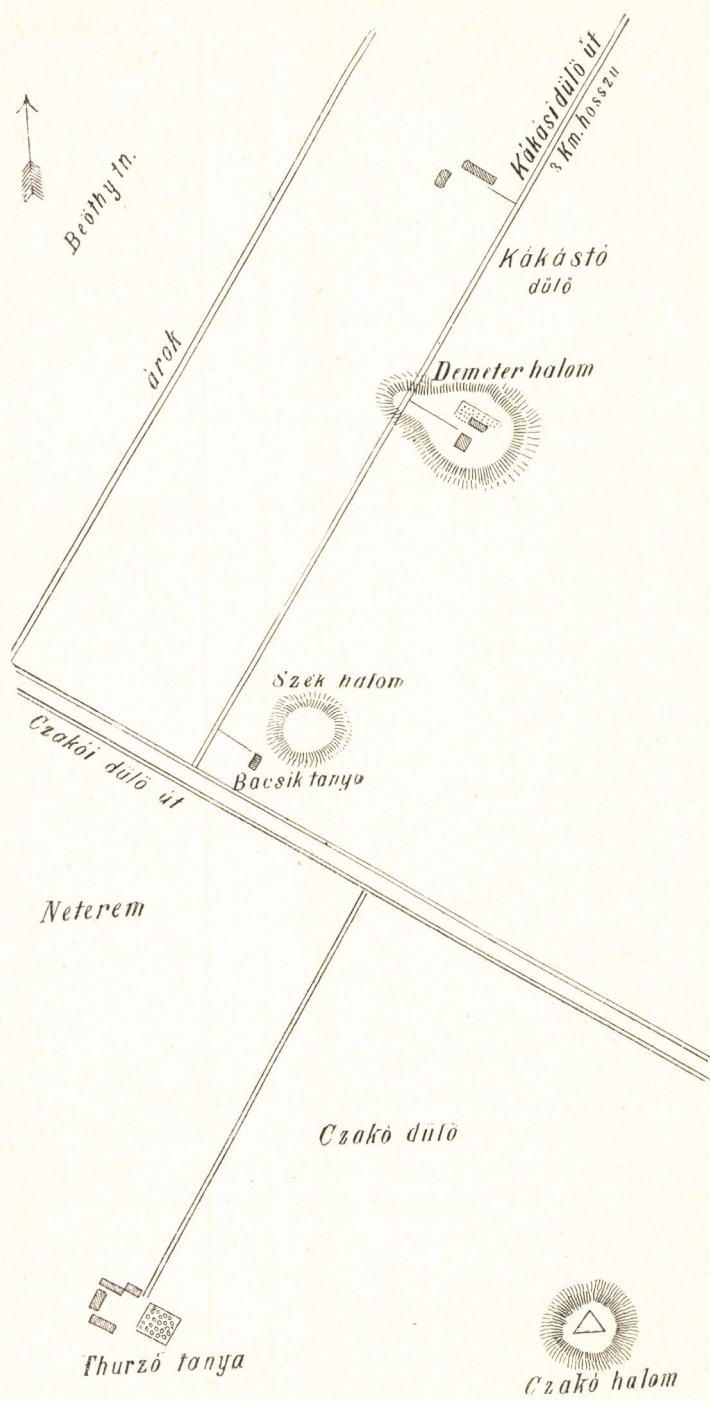 Kákási dülö út
3 Km. hosszu
Beöthy tn.
Kákástó
dülő
árok
Demeter halom
Szék halom
Czakói dülö út
Bacsik tanya
Neterem
Czakó dülő
Thurzó tanya
Czakó halom